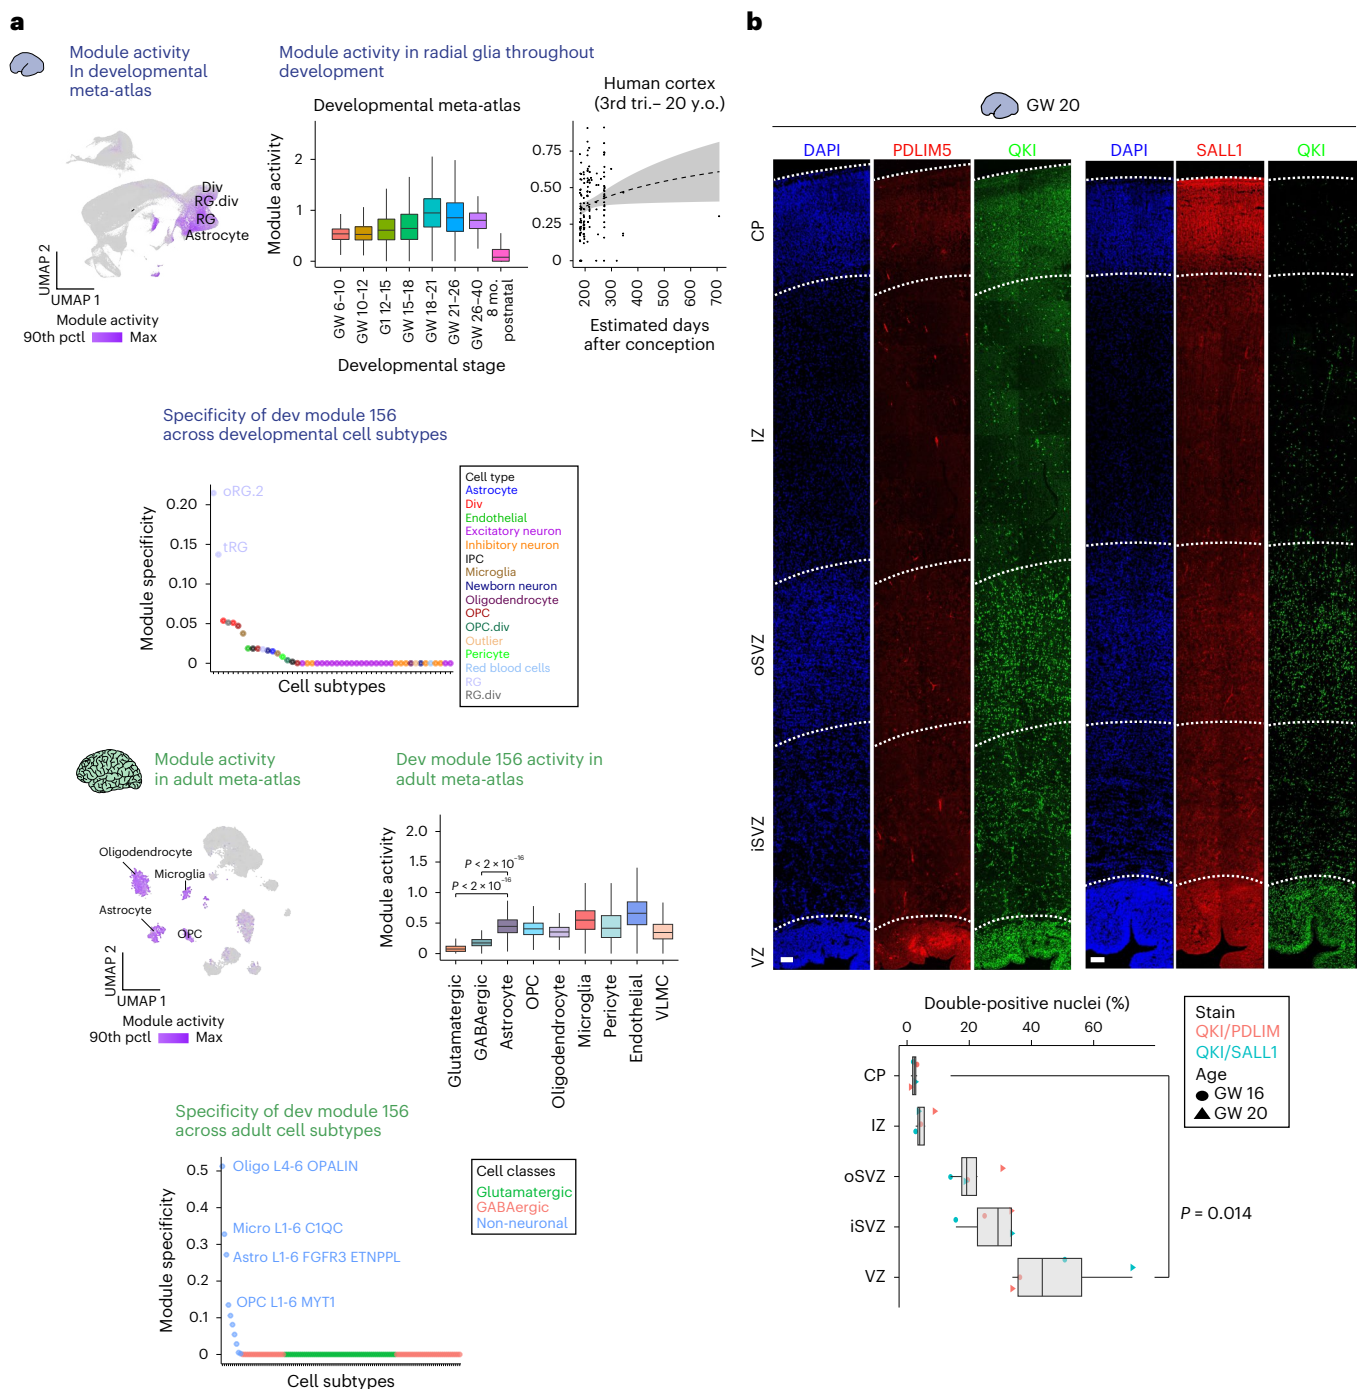 a
Module activity
In developmental
meta-atlas
Div
RG.div
RG
Astrocyte
UMAP 2
UMAP 1
Module activity
90th pctl
Max
Module activity in radial glia throughout
development
Developmental meta-atlas
Module activity
2
1
0
GW 6–10
GW 10–12
G1 12–15
GW 15–18
GW 18–21
GW 21–26
GW 26–40
8 mo.
postnatal
Developmental stage
Human cortex
(3rd tri.– 20 y.o.)
0.75
0.50
0.25
0
200
300
400
500
600
700
Estimated days
after conception
Specificity of dev module 156
across developmental cell subtypes
Module specificity
0.20
0.15
0.10
0.05
0
oRG.2
tRG
Cell subtypes
Cell type
Astrocyte
Div
Endothelial
Excitatory neuron
Inhibitory neuron
IPC
Microglia
Newborn neuron
Oligodendrocyte
OPC
OPC.div
Outlier
Pericyte
Red blood cells
RG
RG.div
Module activity
in adult meta-atlas
Oligodendrocyte
Microglia
Astrocyte
OPC
UMAP 2
UMAP 1
Module activity
90th pctl
Max
Dev module 156 activity in
adult meta-atlas
Module activity
2.0
1.0
1.0
0.5
0
P < 2 × 10⁻¹⁶
P < 2 × 10⁻¹⁶
Glutamatergic
GABAergic
Astrocyte
OPC
Oligodendrocyte
Microglia
Pericyte
Endothelial
VLMC
Specificity of dev module 156
across adult cell subtypes
Module specificity
0.5
0.4
0.3
0.2
0.1
0
Oligo L4-6 OPALIN
Micro L1-6 C1QC
Astro L1-6 FGFR3 ETNPPL
OPC L1-6 MYT1
Cell subtypes
Cell classes
Glutamatergic
GABAergic
Non-neuronal
b
GW 20
DAPI
PDLIM5
QKI
DAPI
SALL1
QKI
CP
IZ
oSVZ
iSVZ
VZ
Double-positive nuclei (%)
0
20
40
60
CP
IZ
oSVZ
iSVZ
VZ
P = 0.014
Stain
QKI/PDLIM
QKI/SALL1
Age
GW 16
GW 20